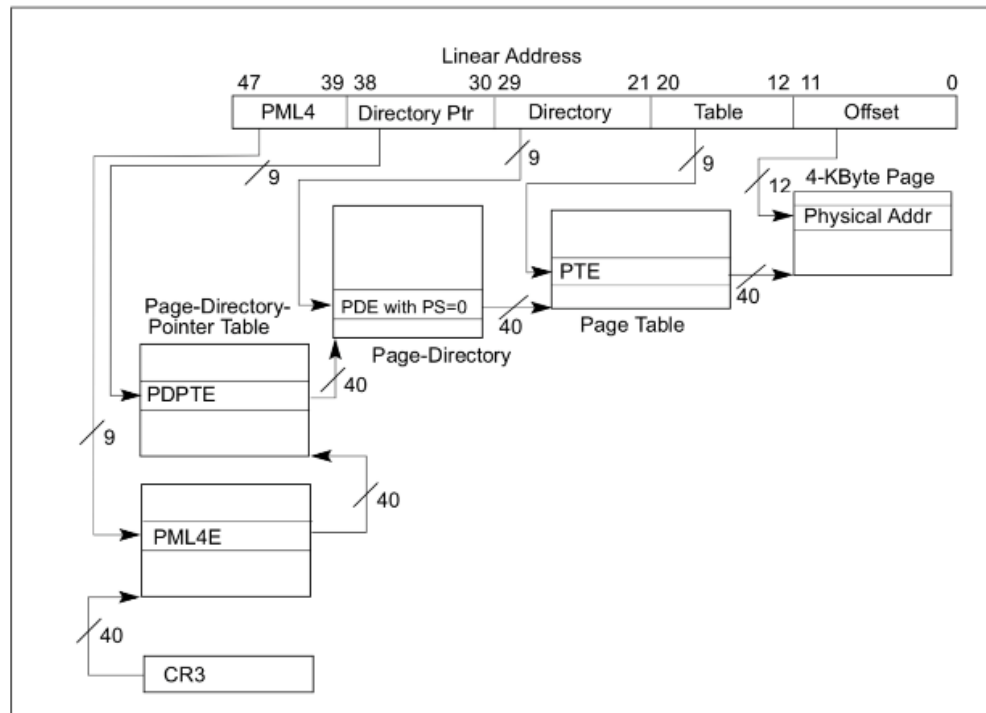 Linear Address
47 39 38 30 29 21 20 12 11 0
PML4 Directory Ptr Directory Table Offset
9 9 9 12 4-KByte Page
Physical Addr
PTE
40
PDE with PS=0 40
Page Table
Page-Directory-
Pointer Table
Page-Directory
40
PDPTE
9
40
PML4E
40
CR3